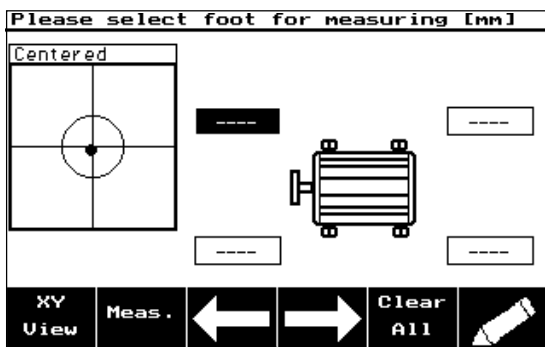 Please select foot for measuring [mm]
Centered
----
----
----
----
XY
View
Meas.
Clear
All